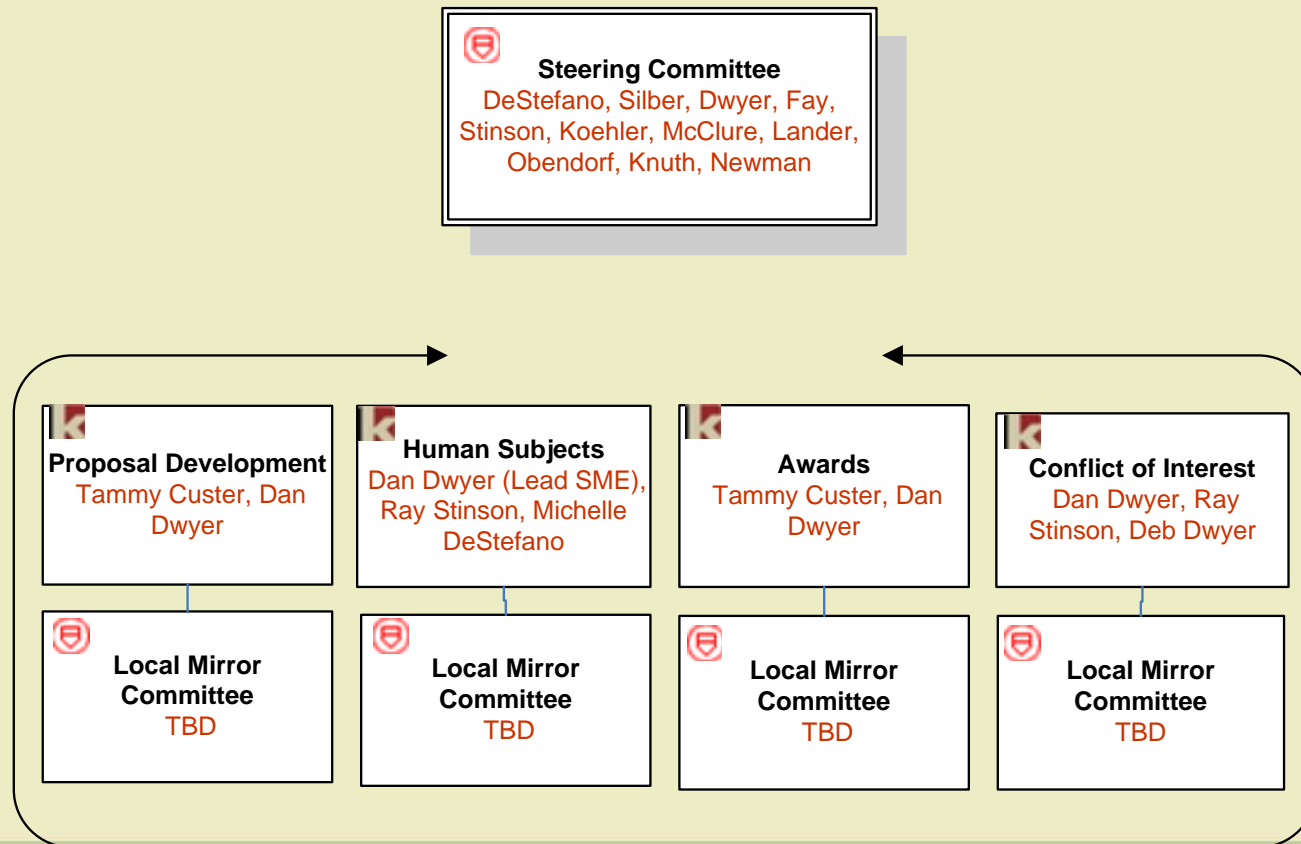 Steering Committee
DeStefano, Silber, Dwyer, Fay,
Stinson, Koehler, McClure, Lander,
Obendorf, Knuth, Newman
Proposal Development
Tammy Custer, Dan
Dwyer
Human Subjects
Dan Dwyer (Lead SME),
Ray Stinson, Michelle
DeStefano
Awards
Tammy Custer, Dan
Dwyer
Conflict of Interest
Dan Dwyer, Ray
Stinson, Deb Dwyer
Local Mirror
Committee
TBD
Local Mirror
Committee
TBD
Local Mirror
Committee
TBD
Local Mirror
Committee
TBD